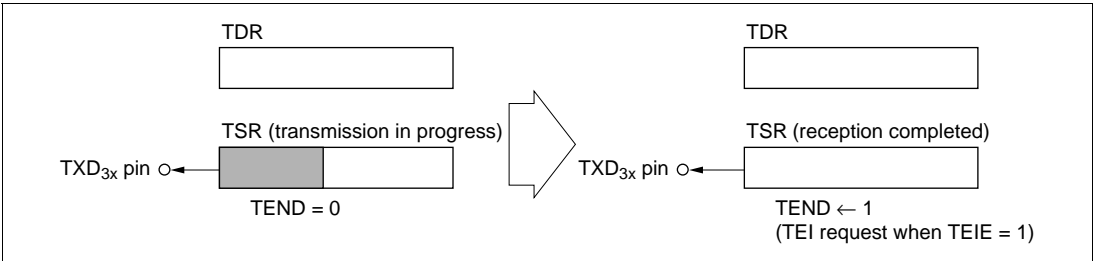 TDR
TSR (transmission in progress)
TXD3x pin
TEND = 0
TDR
TSR (reception completed)
TXD3x pin
TEND ← 1
(TEI request when TEIE = 1)